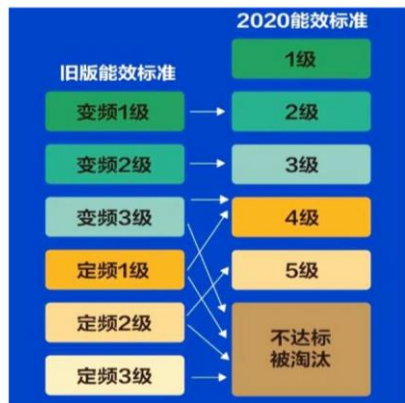 2020能效标准
旧版能效标准
1级
变频1级
2级
变频2级
3级
变频3级
4级
定频1级
5级
定频2级
不达标
被淘汰
定频3级